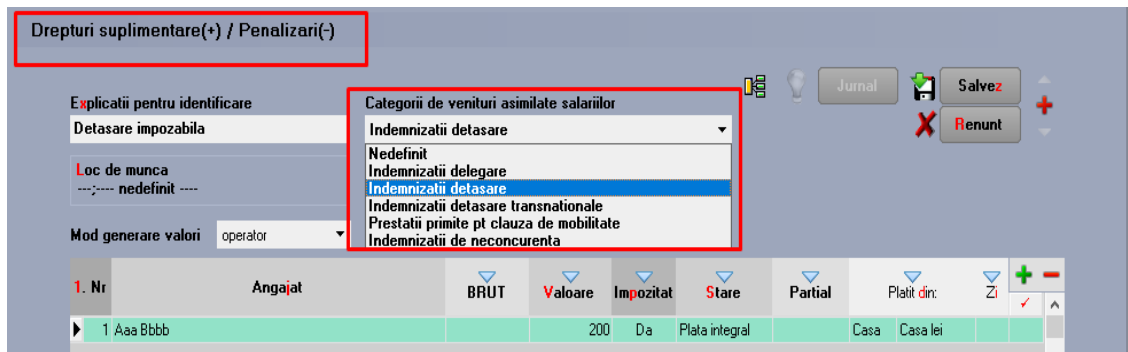 Drepturi suplimentare(+) / Penalizari(-)
Jurnal
Salvez
Renunt
Explicatii pentru identificare
Detasare impozabila
Categorii de venituri asimilate salariilor
Indemnizatii detasare
Nedefinit
Indemnizatii delegare
Indemnizatii detasare
Indemnizatii detasare transnationale
Prestatii primite pt clauza de mobilitate
Indemnizatii de neconcurenta
Loc de munca
---;---- nedefinit ----
Mod generare valori operator
1. Nr Angajat BRUT Valoare Impozitat Stare Partial Platit din: Zi
1 Aaa Bbbb 200 Da Plata integral Casa Casa lei